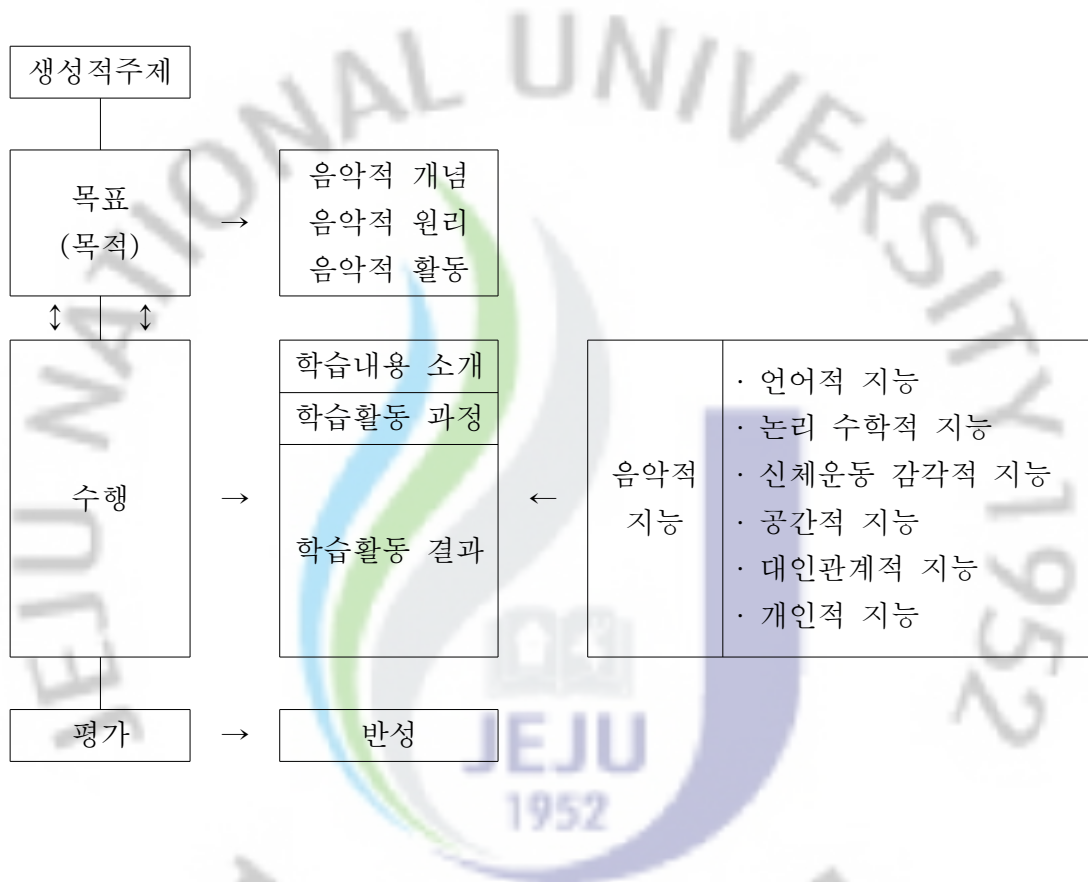 생성적주제
목표
(목적)
→
음악적 개념
음악적 원리
음악적 활동
↕ ↕
수행
→
학습내용 소개
학습활동 과정
학습활동 결과
←
음악적
지능
· 언어적 지능
· 논리 수학적 지능
· 신체운동 감각적 지능
· 공간적 지능
· 대인관계적 지능
· 개인적 지능
평가
→
반성
JEJU NATIONAL UNIVERSITY 1952
JEJU
1952